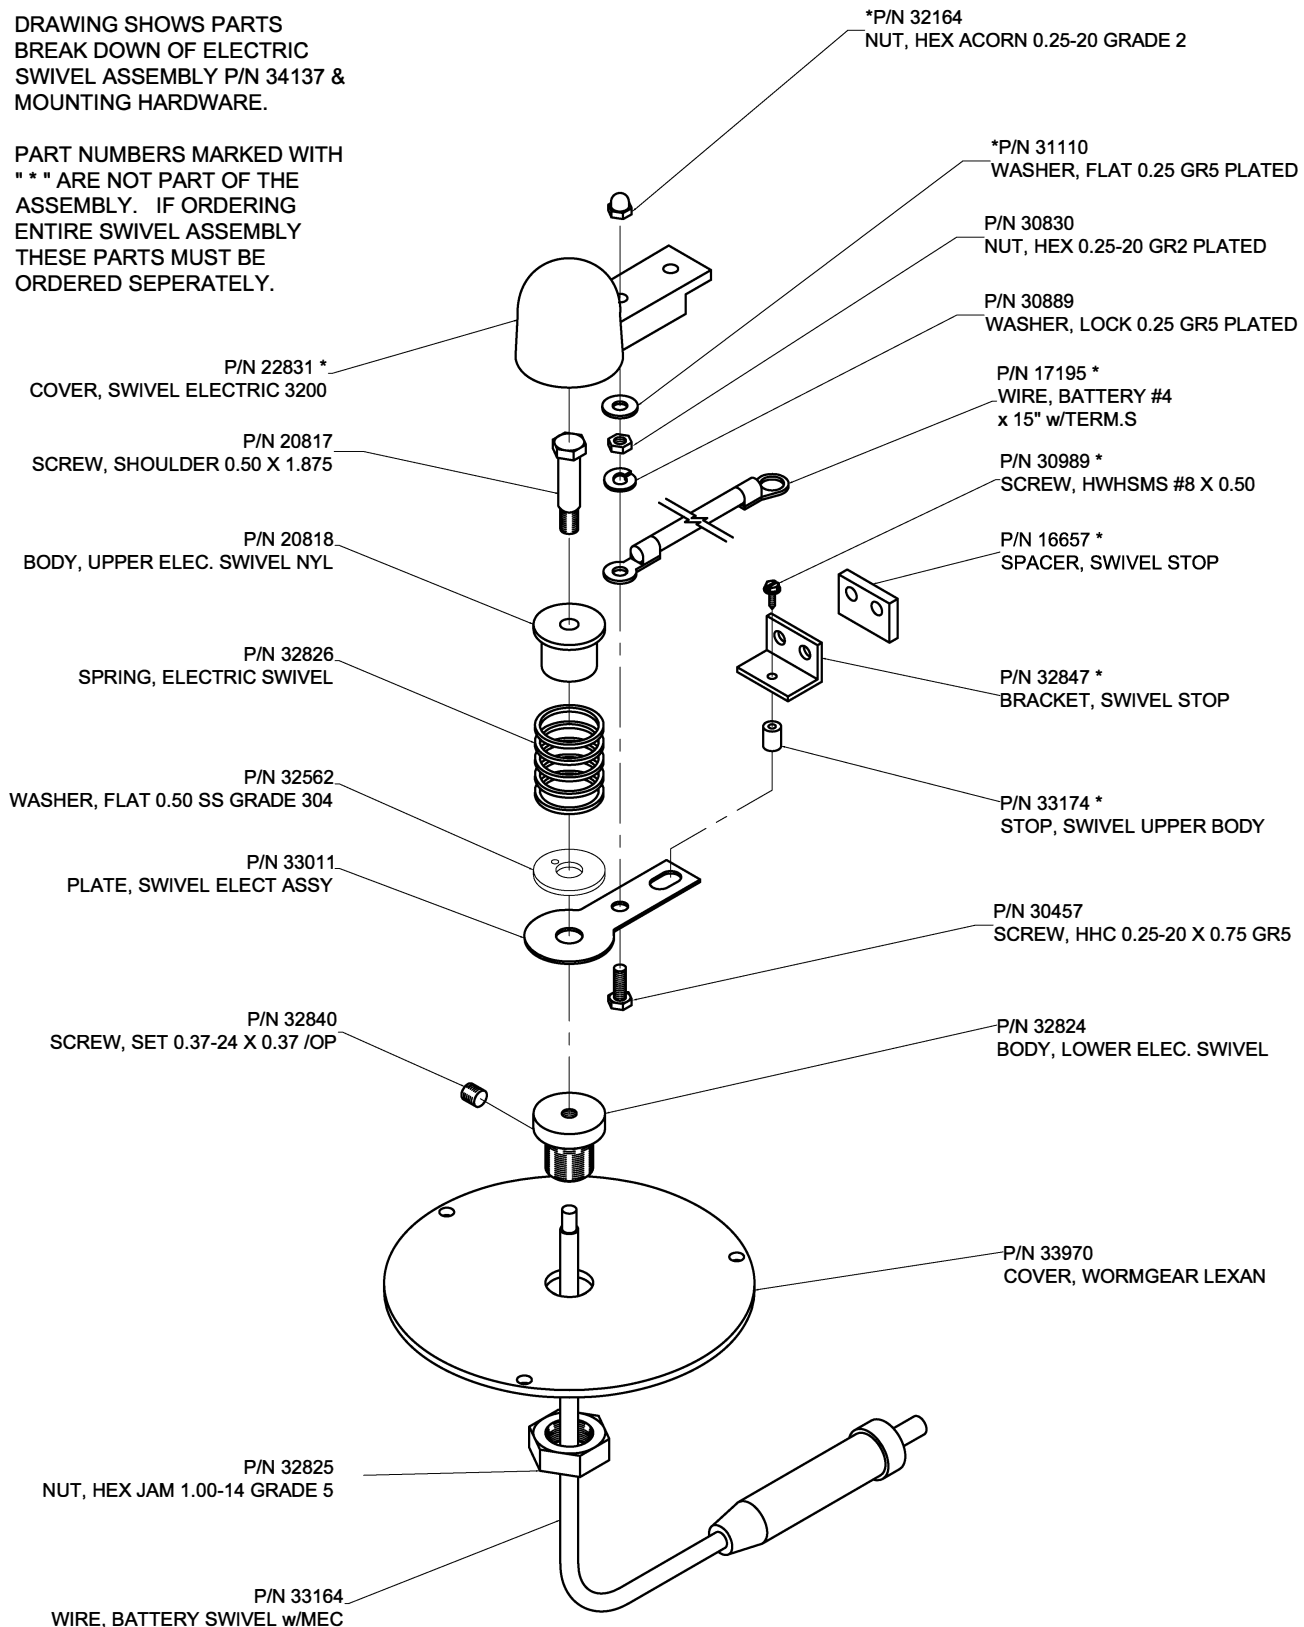 DRAWING SHOWS PARTS
BREAK DOWN OF ELECTRIC
SWIVEL ASSEMBLY P/N 34137 &
MOUNTING HARDWARE.
PART NUMBERS MARKED WITH
" * " ARE NOT PART OF THE
ASSEMBLY. IF ORDERING
ENTIRE SWIVEL ASSEMBLY
THESE PARTS MUST BE
ORDERED SEPERATELY.
P/N 22831 *
COVER, SWIVEL ELECTRIC 3200
P/N 20817
SCREW, SHOULDER 0.50 X 1.875
P/N 20818
BODY, UPPER ELEC. SWIVEL NYL
P/N 32826
SPRING, ELECTRIC SWIVEL
P/N 32562
WASHER, FLAT 0.50 SS GRADE 304
P/N 33011
PLATE, SWIVEL ELECT ASSY
P/N 32840
SCREW, SET 0.37-24 X 0.37 /OP
P/N 32825
NUT, HEX JAM 1.00-14 GRADE 5
P/N 33164
WIRE, BATTERY SWIVEL w/MEC
*P/N 32164
NUT, HEX ACORN 0.25-20 GRADE 2
*P/N 31110
WASHER, FLAT 0.25 GR5 PLATED
P/N 30830
NUT, HEX 0.25-20 GR2 PLATED
P/N 30889
WASHER, LOCK 0.25 GR5 PLATED
P/N 17195 *
WIRE, BATTERY #4
x 15" w/TERM.S
P/N 30989 *
SCREW, HWHSMS #8 X 0.50
P/N 16657 *
SPACER, SWIVEL STOP
P/N 32847 *
BRACKET, SWIVEL STOP
P/N 33174 *
STOP, SWIVEL UPPER BODY
P/N 30457
SCREW, HHC 0.25-20 X 0.75 GR5
P/N 32824
BODY, LOWER ELEC. SWIVEL
P/N 33970
COVER, WORMGEAR LEXAN